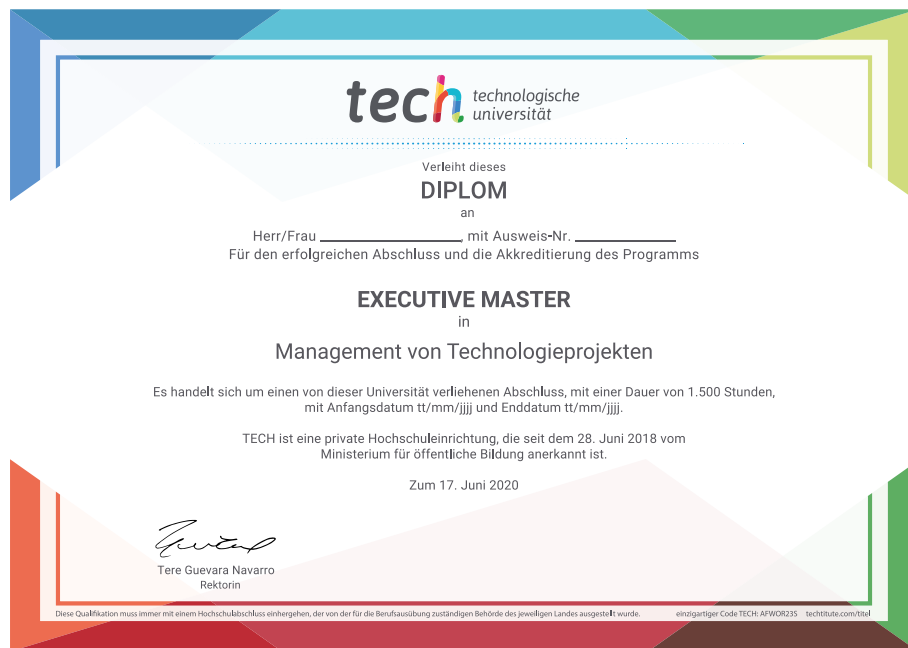 tech technologische
universität
Verleiht dieses
DIPLOM
an
Herr/Frau ____________, mit Ausweis-Nr. ____________
Für den erfolgreichen Abschluss und die Akkreditierung des Programms
EXECUTIVE MASTER
in
Management von Technologieprojekten
Es handelt sich um einen von dieser Universität verliehenen Abschluss, mit einer Dauer von 1.500 Stunden,
mit Anfangsdatum tt/mm/jjjj und Enddatum tt/mm/jjjj.
TECH ist eine private Hochschuleinrichtung, die seit dem 28. Juni 2018 vom
Ministerium für öffentliche Bildung anerkannt ist.
Zum 17. Juni 2020
Tere Guevara Navarro
Rektorin
Diese Qualifikation muss immer mit einem Hochschulabschluss einhergehen, der von der für die Berufsausübung zuständigen Behörde des jeweiligen Landes ausgestellt wurde. einzigartiger Code TECH: AFWOR23S techtitute.com/titel